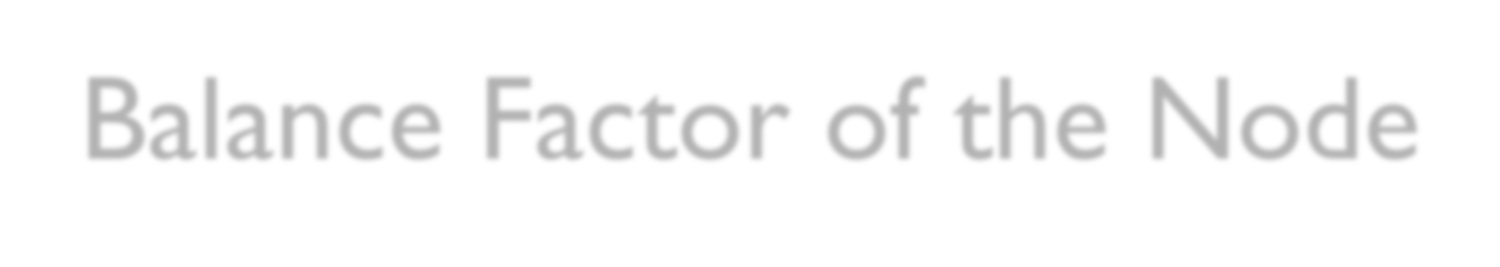 Balance Factor of the Node